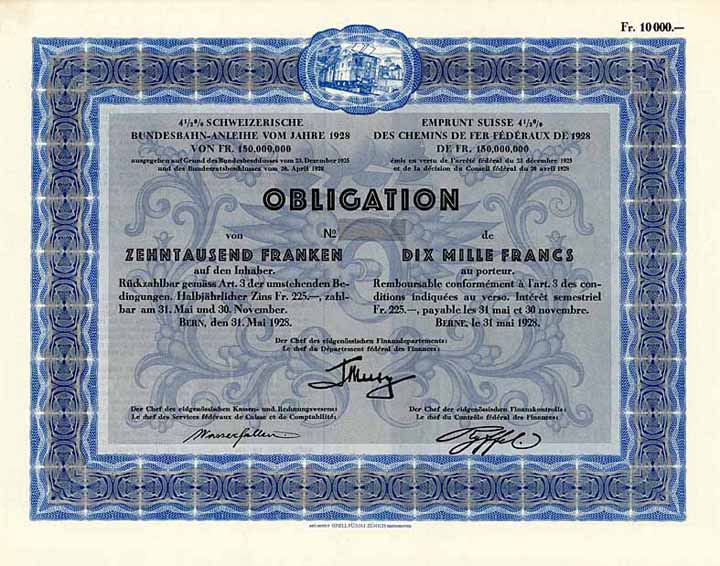 Fr. 10 000.—
4½% SCHWEIZERISCHE
BUNDESBAHN-ANLEIHE VOM JAHRE 1928
VON FR. 150,000,000
ausgegeben auf Grund des Bundesbeschlusses vom 23. Dezember 1925
und des Bundesratsbeschlusses vom 20. April 1928
EMPRUNT SUISSE 4½%
DES CHEMINS DE FER FÉDÉRAUX DE 1928
DE FR. 150,000,000
émis en vertu de l'arrêté fédéral du 23 décembre 1925
et de la décision du Conseil fédéral du 20 avril 1928
OBLIGATION
№
von
ZEHNTAUSEND FRANKEN
auf den Inhaber.
Rückzahlbar gemäss Art. 3 der umstehenden Be-
dingungen. Halbjährlicher Zins Fr. 225.—, zahl-
bar am 31. Mai und 30. November.
BERN, den 31. Mai 1928.
de
DIX MILLE FRANCS
au porteur.
Remboursable conformément à l'art. 3 des con-
ditions indiquées au verso. Intérêt semestriel
Fr. 225.—, payables les 31 mai et 30 novembre.
BERNE, le 31 mai 1928.
Der Chef des eidgenössischen Finanzdepartements:
Le chef du Département fédéral des Finances:
JMusy
Der Chef des eidgenössischen Kassen- und Rechnungswesens:
Le chef des Services fédéraux de Caisse et de Comptabilité:
Wasserfallen
Der Chef der eidgenössischen Finanzkontrolle:
Le chef du Contrôle fédéral des Finances:
ORELL FÜSSLI ZÜRICH